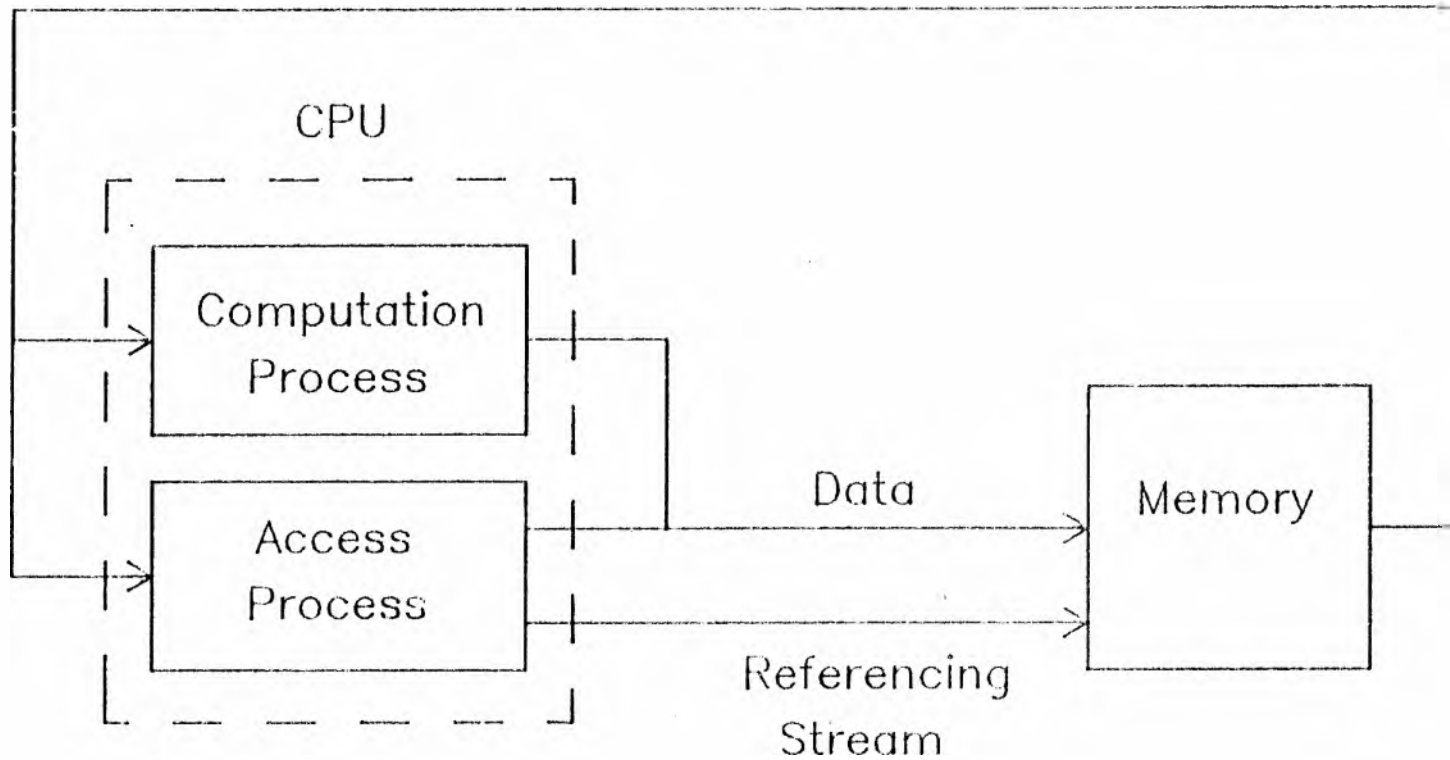 CPU
Computation
Process
Access
Process
Data
Memory
Referencing
Stream